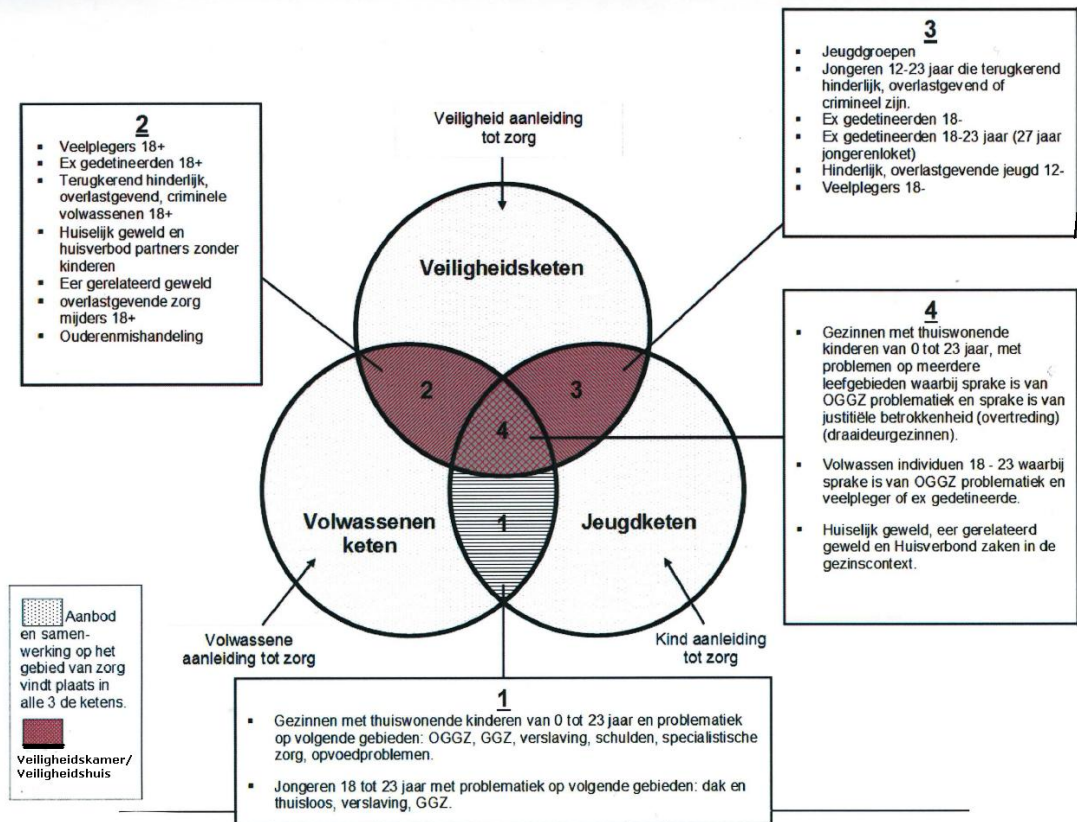 3
Jeugdgroepen
Jongeren 12-23 jaar die terugkerend
hinderlijk, overlastgevend of
crimineel zijn.
Ex gedetineerden 18-
Ex gedetineerden 18-23 jaar (27 jaar
jongerenloket)
Hinderlijk, overlastgevende jeugd 12-
Veelplegers 18-
2
Veelplegers 18+
Ex gedetineerden 18+
Terugkerend hinderlijk,
overlastgevend, criminele
volwassenen 18+
Huiselijk geweld en
huisverbod partners zonder
kinderen
Eer gerelateerd geweld
overlastgevende zorg
mijders 18+
Ouderenmishandeling
Veiligheid aanleiding
tot zorg
Veiligheidsketen
2
3
4
1
Volwassenen
keten
Jeugdketen
4
Gezinnen met thuiswonende
kinderen van 0 tot 23 jaar, met
problemen op meerdere
leefgebieden waarbij sprake is van
OGGZ problematiek en sprake is van
justitiële betrokkenheid (overtreding)
(draaideurgezinnen).
Volwassen individuen 18 - 23 waarbij
sprake is van OGGZ problematiek en
veelpleger of ex gedetineerde.
Huiselijk geweld, eer gerelateerd
geweld en Huisverbond zaken in de
gezinscontext.
Volwassene
aanleiding tot zorg
Kind aanleiding
tot zorg
Aanbod
en samen-
werking op het
gebied van zorg
vindt plaats in
alle 3 de ketens.
Veiligheidskamer/
Veiligheidshuis
1
Gezinnen met thuiswonende kinderen van 0 tot 23 jaar en problematiek
op volgende gebieden: OGGZ, GGZ, verslaving, schulden, specialistische
zorg, opvoedproblemen.
Jongeren 18 tot 23 jaar met problematiek op volgende gebieden: dak en
thuisloos, verslaving, GGZ.